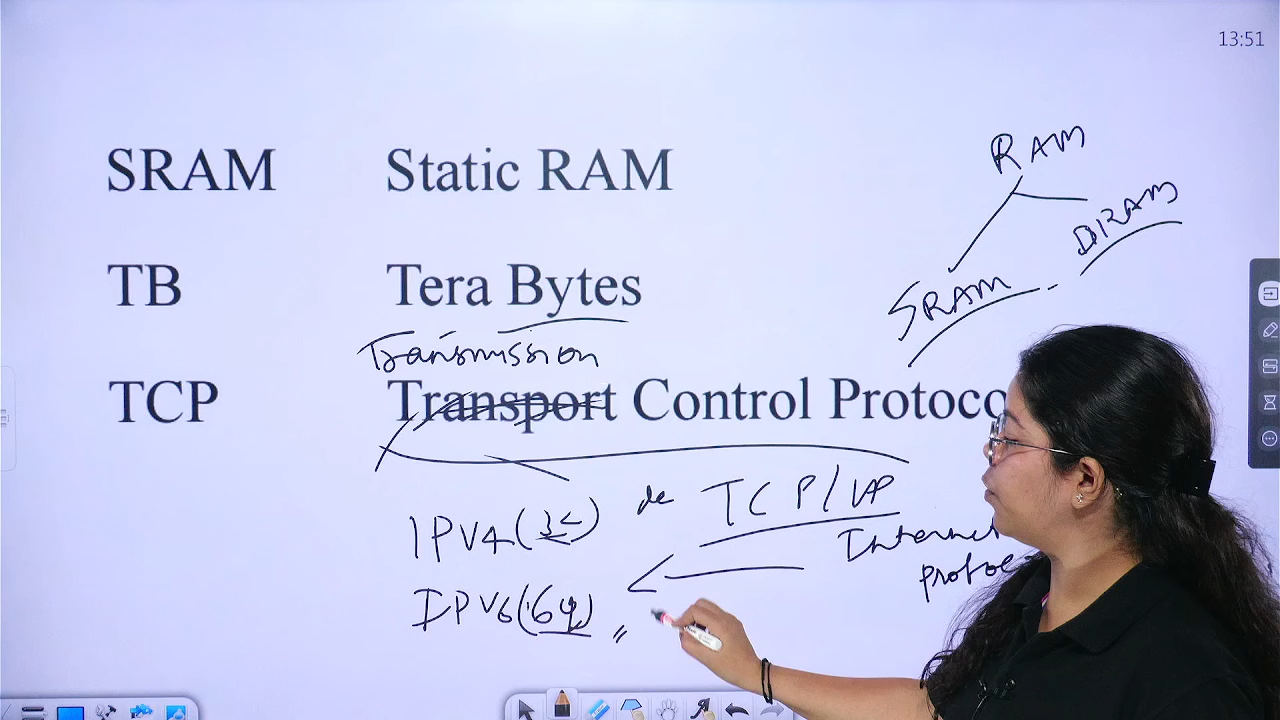 13:51
RAM
SRAM Static RAM
DRAM
SRAM
TB Tera Bytes
Transmission
TCP Transport Control Protoco
TCP/IP
IPV4(32)
Internet
protoc
IPV6(64)